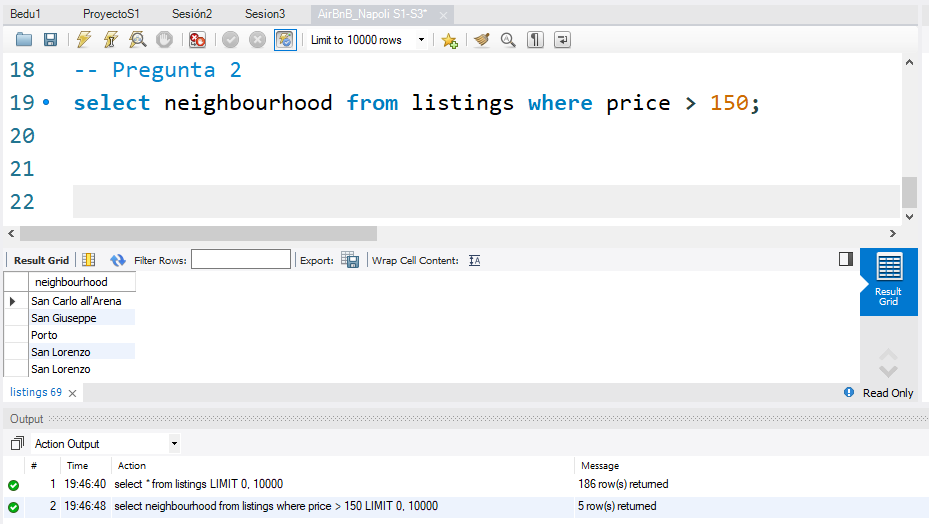 Bedu1 ProyectoS1 Sesión2 Sesion3 AirBnB_Napoli S1-S3*
Limit to 10000 rows
18 -- Pregunta 2
19 select neighbourhood from listings where price > 150;
20
21
22
Result Grid Filter Rows: Export: Wrap Cell Content:
neighbourhood
San Carlo all'Arena
San Giuseppe
Porto
San Lorenzo
San Lorenzo
Result
Grid
listings 69 Read Only
Output
Action Output
# Time Action Message
1 19:46:40 select * from listings LIMIT 0, 10000 186 row(s) returned
2 19:46:48 select neighbourhood from listings where price > 150 LIMIT 0, 10000 5 row(s) returned